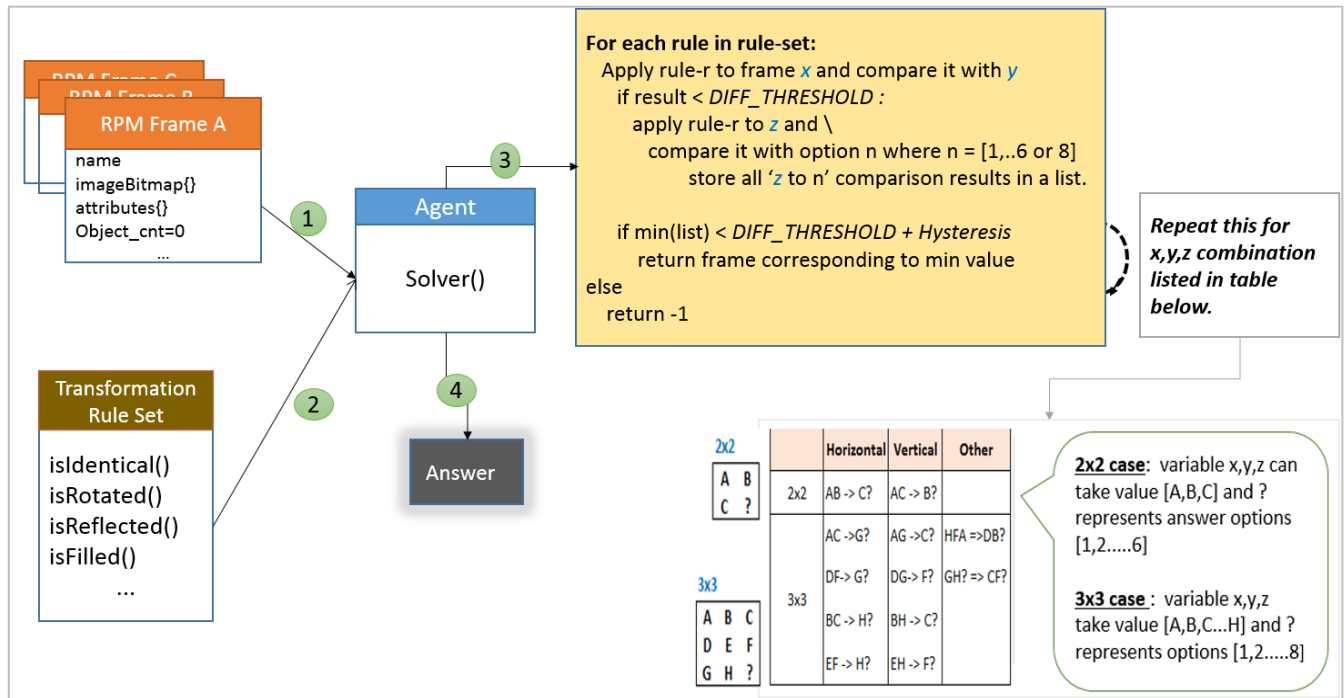 RPM Frame C
RPM Frame B
RPM Frame A
name
imageBitmap{}
attributes{}
Object_cnt=0
...
1
Transformation
Rule Set
isIdentical()
isRotated()
isReflected()
isFilled()
...
2
Agent
Solver()
3
4
Answer
For each rule in rule-set:
Apply rule-r to frame x and compare it with y
if result < DIFF_THRESHOLD :
apply rule-r to z and \
compare it with option n where n = [1,..6 or 8]
store all ‘z to n’ comparison results in a list.
if min(list) < DIFF_THRESHOLD + Hysteresis
return frame corresponding to min value
else
return -1
Repeat this for
x,y,z combination
listed in table
below.
2x2
A B
C ?
3x3
A B C
D E F
G H ?
Horizontal Vertical Other
2x2 AB -> C? AC -> B?
3x3
AC ->G? AG ->C? HFA =>DB?
DF-> G? DG-> F? GH? => CF?
BC -> H? BH -> C?
EF -> H? EH -> F?
2x2 case: variable x,y,z can
take value [A,B,C] and ?
represents answer options
[1,2.....6]
3x3 case : variable x,y,z
take value [A,B,C...H] and ?
represents options [1,2.....8]